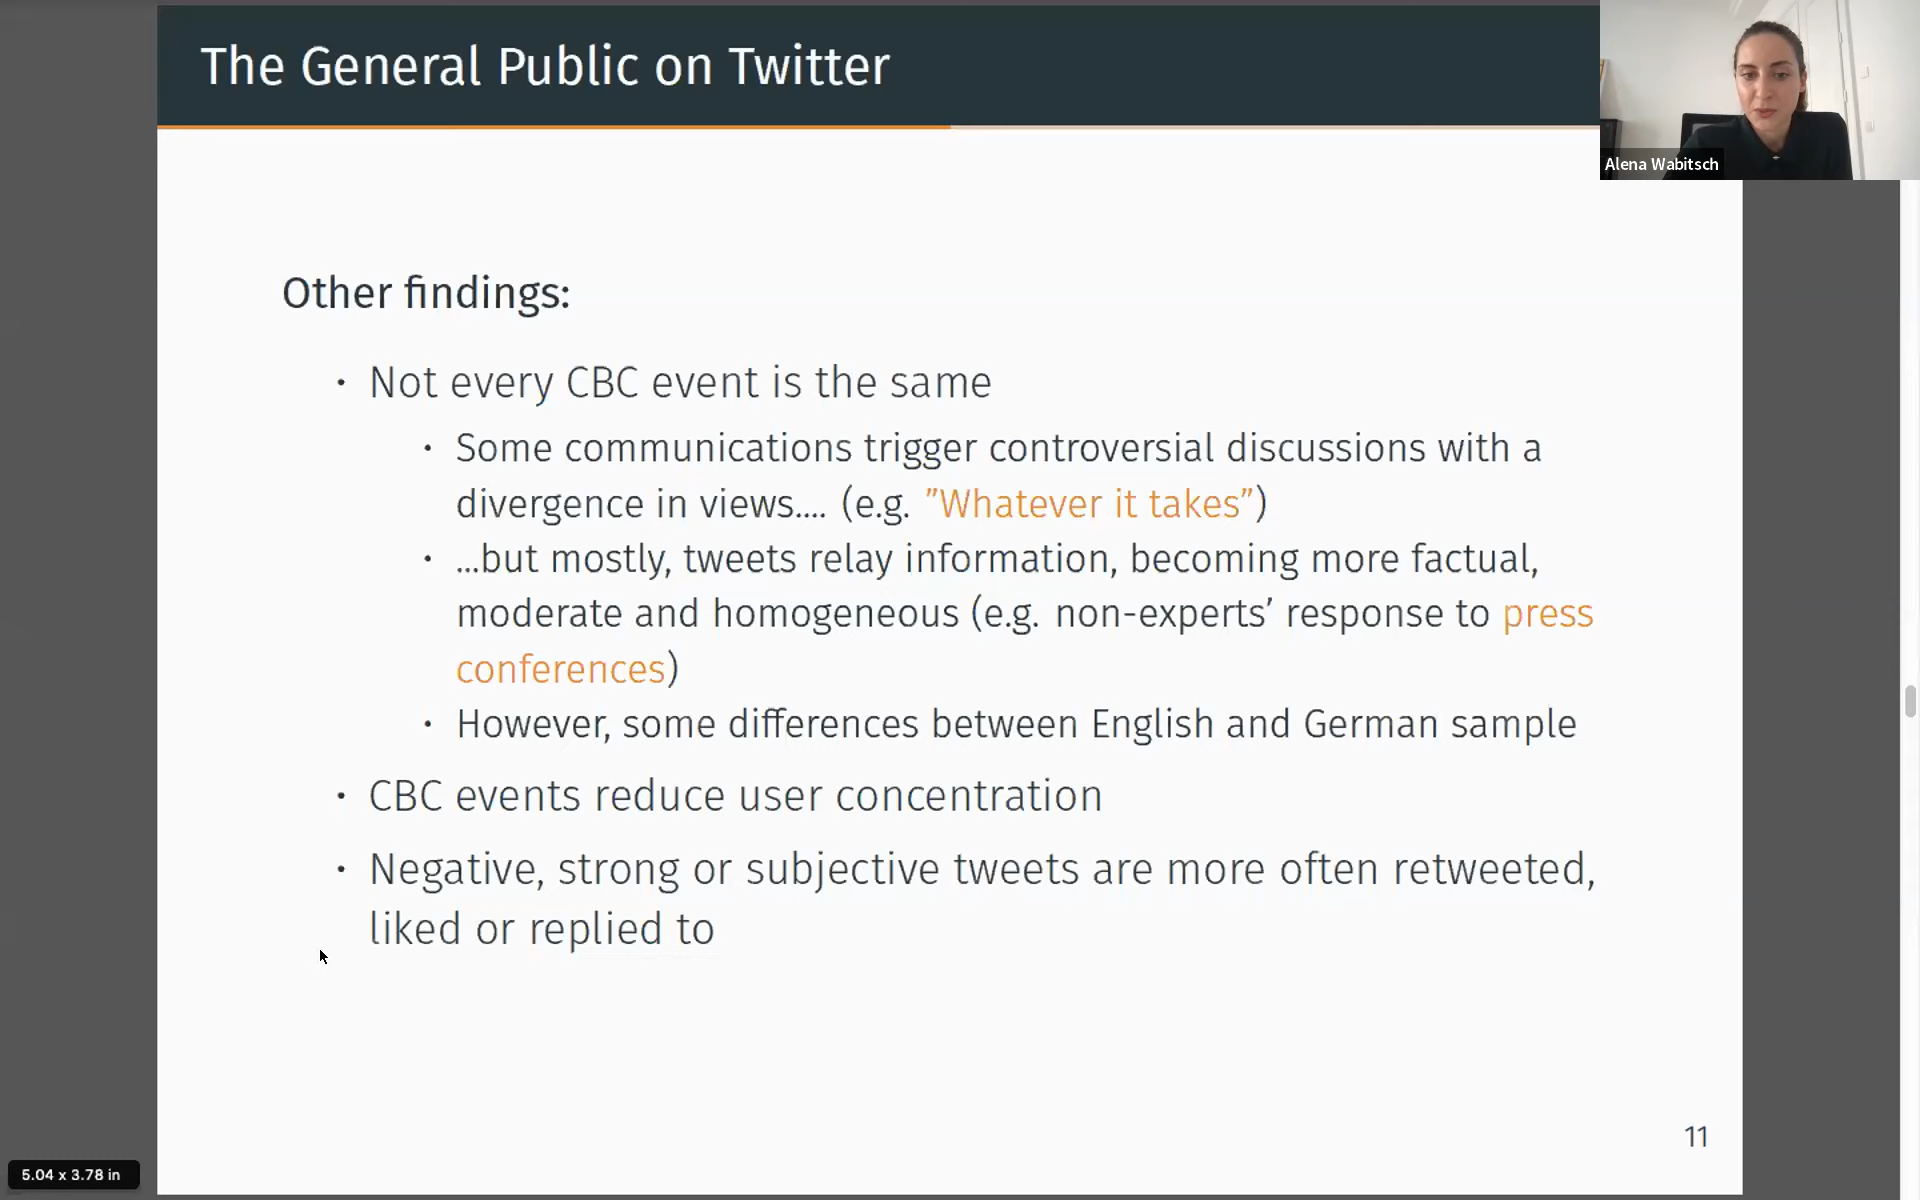 The General Public on Twitter
Alena Wabitsch
Other findings:
· Not every CBC event is the same
· Some communications trigger controversial discussions with a
divergence in views.... (e.g. ”Whatever it takes”)
· ...but mostly, tweets relay information, becoming more factual,
moderate and homogeneous (e.g. non-experts’ response to press
conferences)
· However, some differences between English and German sample
· CBC events reduce user concentration
· Negative, strong or subjective tweets are more often retweeted,
liked or replied to
11
5.04 x 3.78 in